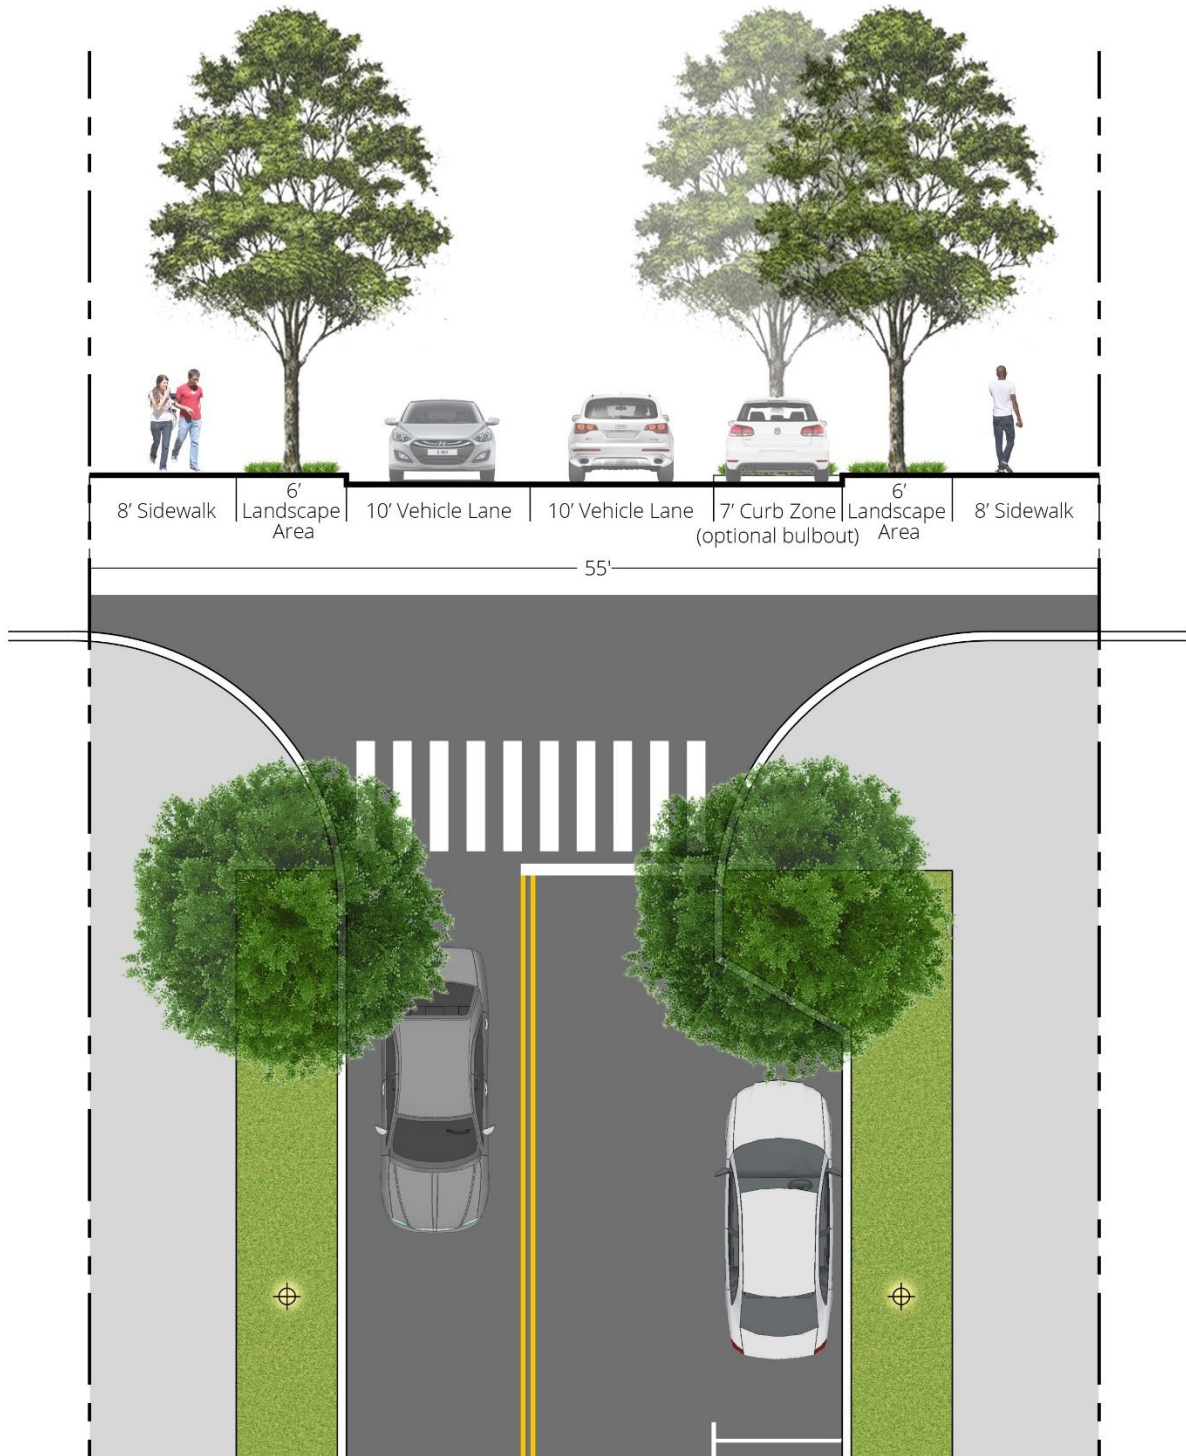 8’ Sidewalk
6’
Landscape
Area
10’ Vehicle Lane
10’ Vehicle Lane
7’ Curb Zone
(optional bulbout)
6’
Landscape
Area
8’ Sidewalk
55'